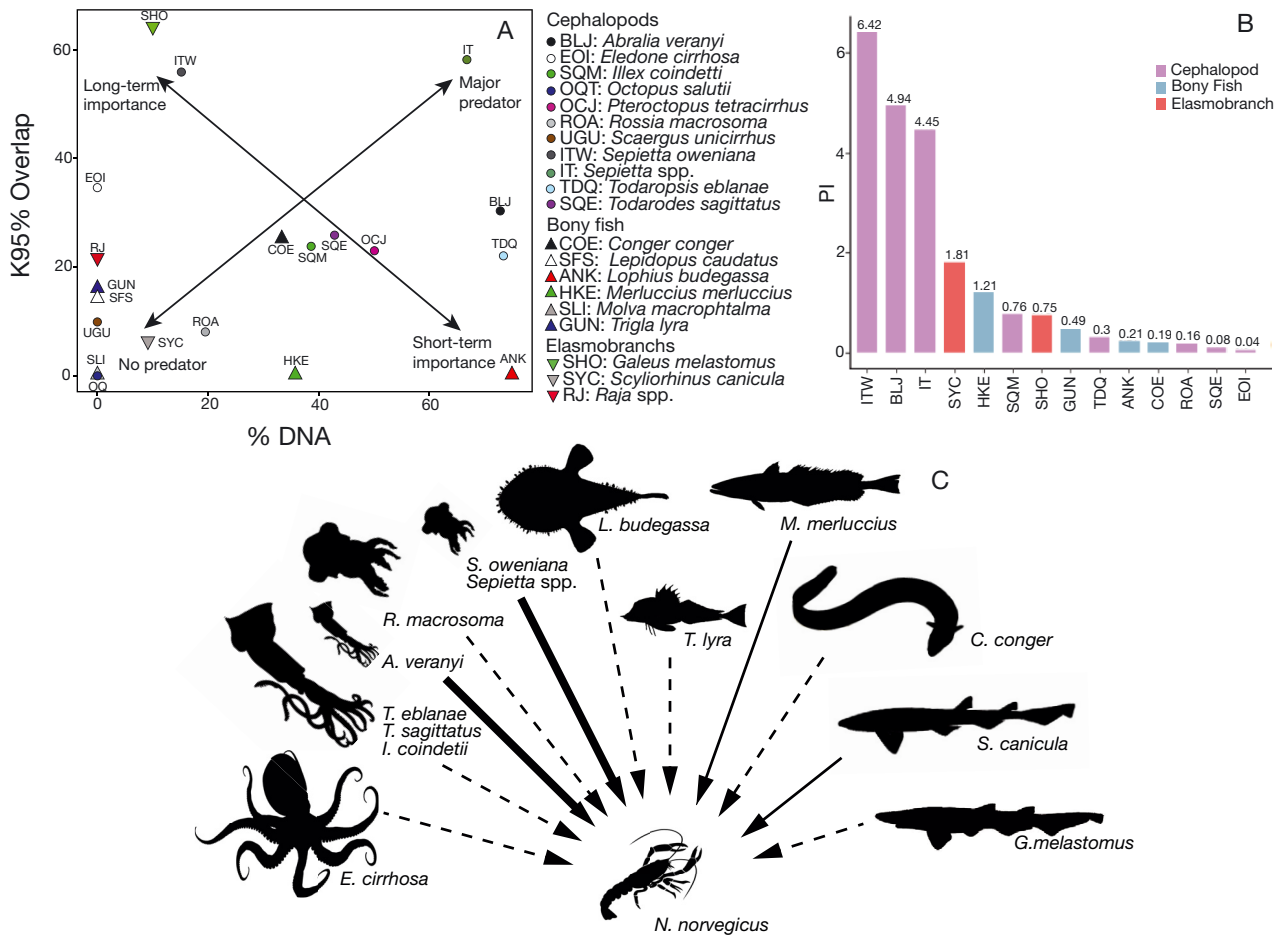 A
K95% Overlap
60
40
20
0
0
20
40
60
% DNA
SHO
ITW
IT
Long-term
importance
Major
predator
EOI
BLJ
RJ
COE
SQM
SQE
OCJ
TDQ
GUN
SFS
UGU
SYC
ROA
SLI
OQ
No predator
HKE
Short-term
importance
ANK
Cephalopods
BLJ: Abralia veranyi
EOI: Eledone cirrhosa
SQM: Illex coindetti
OQT: Octopus salutii
OCJ: Pteroctopus tetracirrhus
ROA: Rossia macrosoma
UGU: Scaergus unicirrhus
ITW: Sepietta oweniana
IT: Sepietta spp.
TDQ: Todaropsis eblanae
SQE: Todarodes sagittatus
Bony fish
COE: Conger conger
SFS: Lepidopus caudatus
ANK: Lophius budegassa
HKE: Merluccius merluccius
SLI: Molva macrophtalma
GUN: Trigla lyra
Elasmobranchs
SHO: Galeus melastomus
SYC: Scyliorhinus canicula
RJ: Raja spp.
B
PI
6
4
2
0
6.42
4.94
4.45
1.81
1.21
0.76
0.75
0.49
0.3
0.21
0.19
0.16
0.08
0.04
ITW
BLJ
IT
SYC
HKE
SQM
SHO
GUN
TDQ
ANK
COE
ROA
SQE
EOI
Cephalopod
Bony Fish
Elasmobranch
C
L. budegassa
M. merluccius
S. oweniana
Sepietta spp.
R. macrosoma
T. lyra
C. conger
A. veranyi
T. eblanae
T. sagittatus
I. coindetii
S. canicula
G.melastomus
E. cirrhosa
N. norvegicus